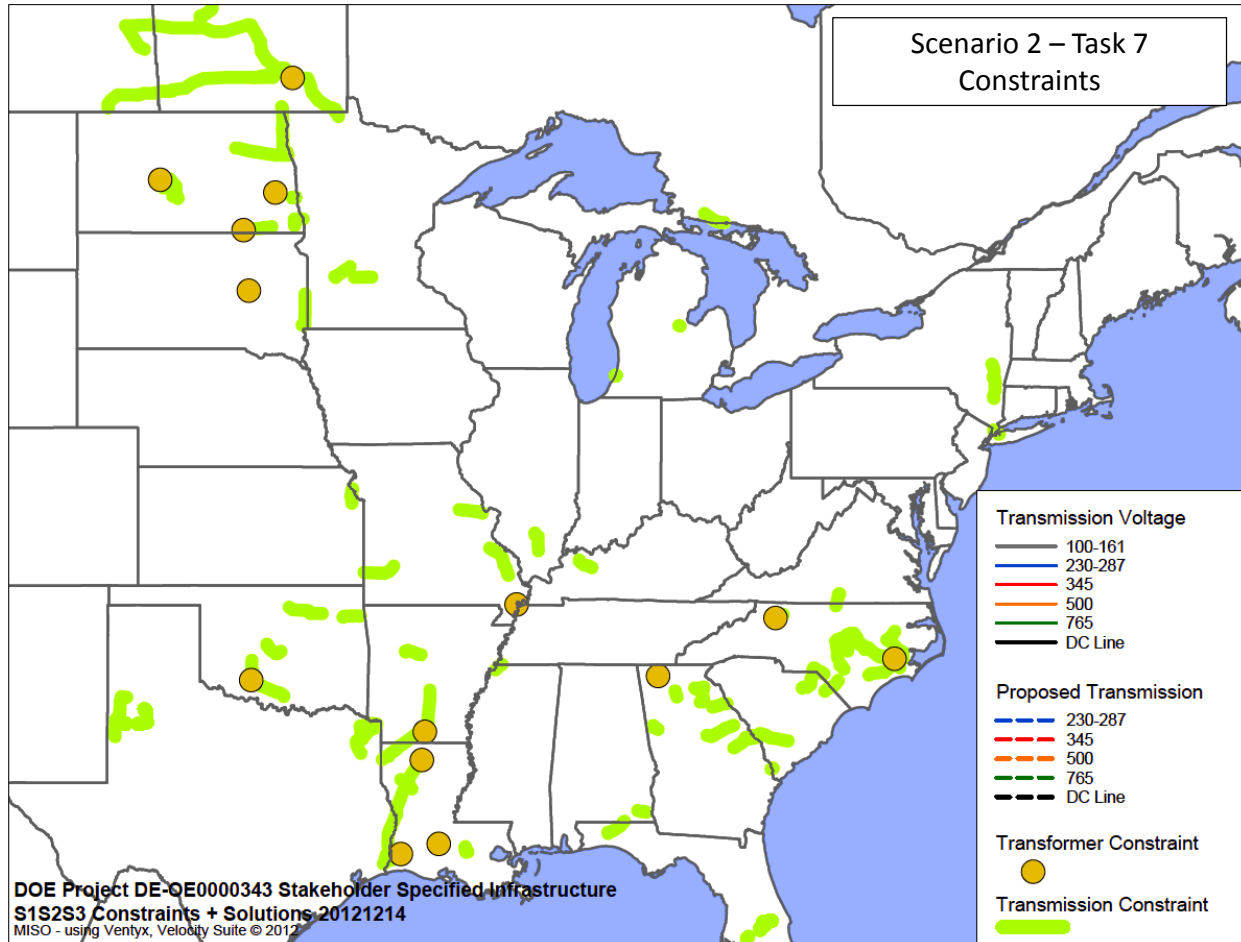 Scenario 2 – Task 7
Constraints
Transmission Voltage
100-161
230-287
345
500
765
DC Line
Proposed Transmission
230-287
345
500
765
DC Line
Transformer Constraint
Transmission Constraint
DOE Project DE-OE0000343 Stakeholder Specified Infrastructure
S1S2S3 Constraints + Solutions 20121214
MISO - using Ventyx, Velocity Suite © 2012